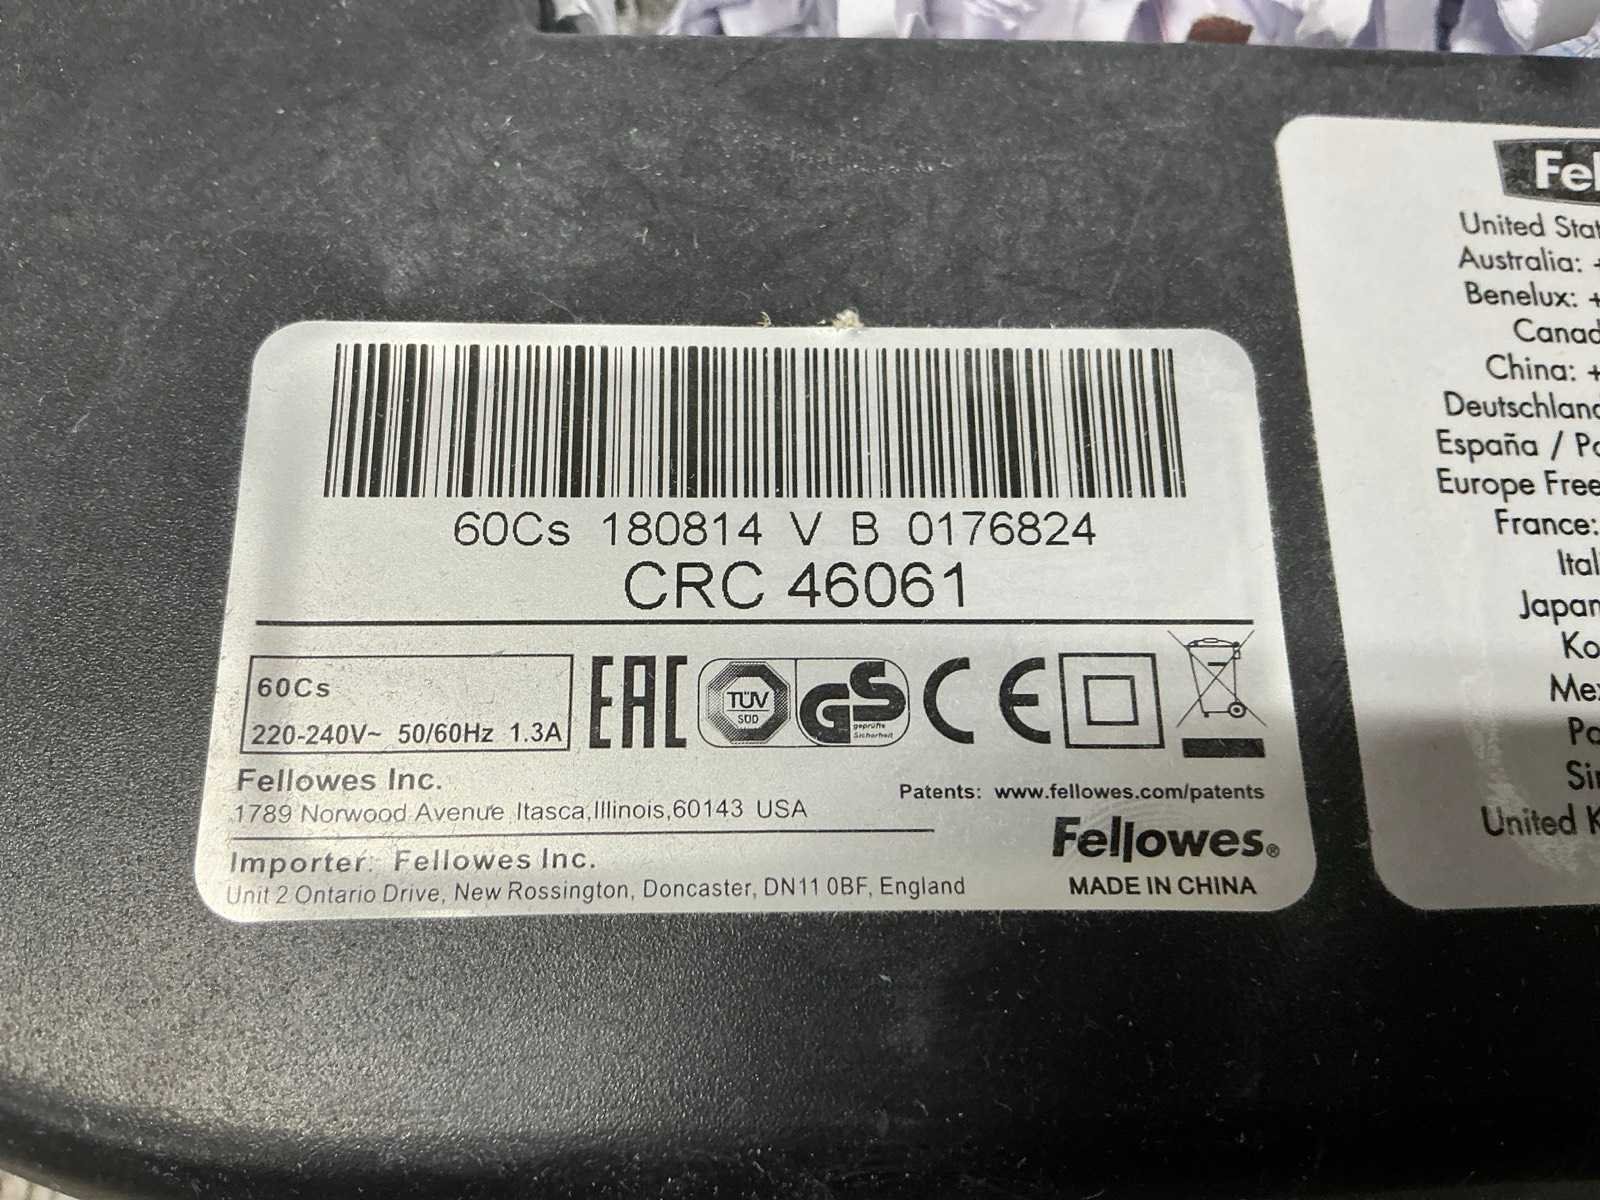 60Cs 180814 V B 0176824
CRC 46061
60Cs
220-240V~ 50/60Hz 1.3A
EAC
TÜV
SÜD
GS
geprüfte
Sicherheit
CE
Fellowes Inc.
1789 Norwood Avenue Itasca,Illinois,60143 USA
Patents: www.fellowes.com/patents
Fellowes®
MADE IN CHINA
Importer: Fellowes Inc.
Unit 2 Ontario Drive, New Rossington, Doncaster, DN11 0BF, England
Fel
United Stat
Australia: +
Benelux: +
Canad
China: +
Deutschland
España / Po
Europe Free
France:
Ital
Japan
Ko
Mex
Po
Sin
United K